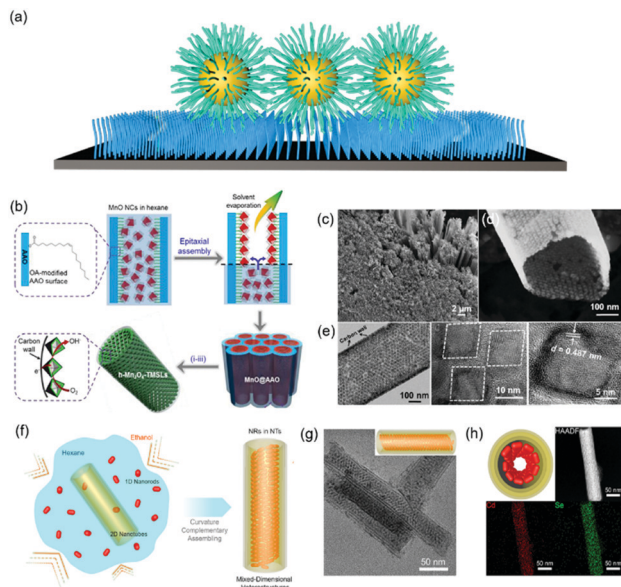 (a)
(b)
MnO NCs in hexane
Solvent
evaporation
AAO
OA-modified
AAO surface
Epitaxial
assembly
Carbon
wall
OH⁻
e⁻
O₂
h-Mn₃O₄-TMSLs
(i-iii)
MnO@AAO
(c)
2 μm
(d)
100 nm
(e)
Carbon wall
100 nm
10 nm
d = 0.487 nm
5 nm
(f)
Ethanol
Hexane
1D Nanorods
2D Nanotubes
Curvature
Complementary
Assembling
NRs in NTs
Mixed-Dimensional
(g)
50 nm
(h)
HAADF
50 nm
Cd
50 nm
Se
50 nm